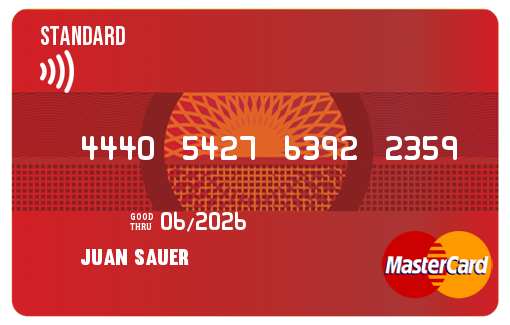 STANDARD
4440 5427 6392 2359
GOOD THRU 06/2026
JUAN SAUER
MasterCard